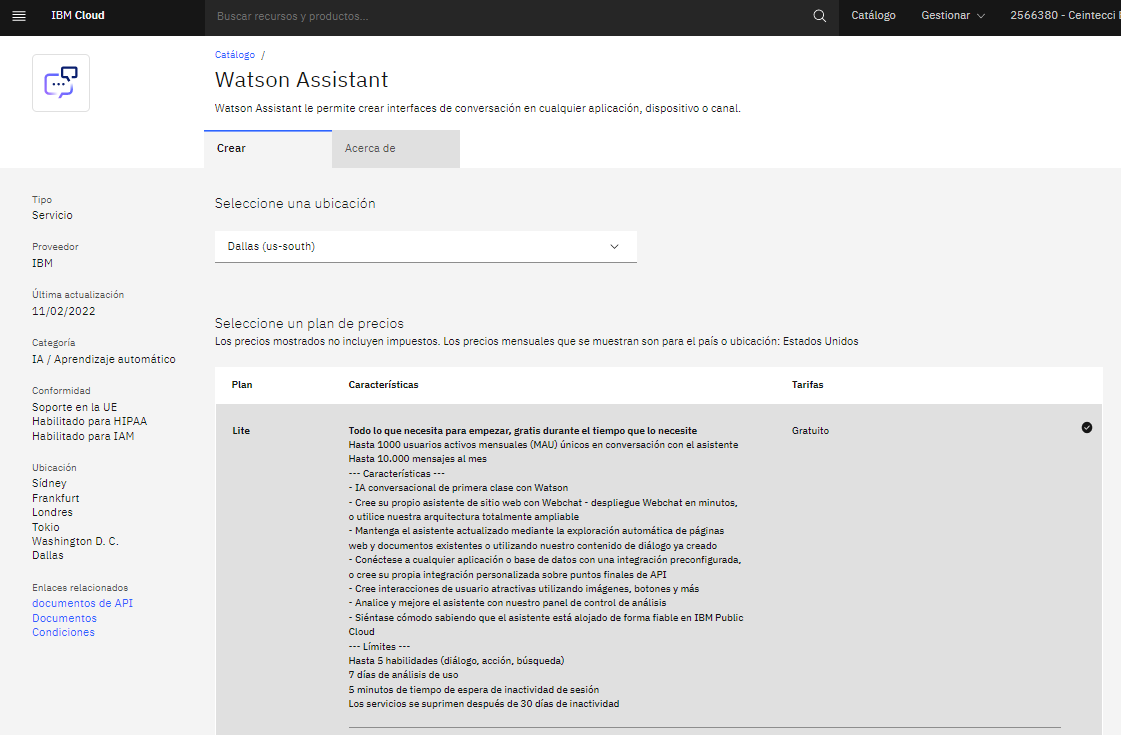 IBM Cloud
Buscar recursos y productos...
Catálogo
Gestionar
2566380 - Ceintecci
Catálogo /
Watson Assistant
Watson Assistant le permite crear interfaces de conversación en cualquier aplicación, dispositivo o canal.
Crear
Acerca de
Tipo
Servicio
Proveedor
IBM
Última actualización
11/02/2022
Categoría
IA / Aprendizaje automático
Conformidad
Soporte en la UE
Habilitado para HIPAA
Habilitado para IAM
Ubicación
Sídney
Frankfurt
Londres
Tokio
Washington D. C.
Dallas
Enlaces relacionados
documentos de API
Documentos
Condiciones
Seleccione una ubicación
Dallas (us-south)
Seleccione un plan de precios
Los precios mostrados no incluyen impuestos. Los precios mensuales que se muestran son para el país o ubicación: Estados Unidos
Plan
Características
Tarifas
Lite
Todo lo que necesita para empezar, gratis durante el tiempo que lo necesite
Hasta 1000 usuarios activos mensuales (MAU) únicos en conversación con el asistente
Hasta 10.000 mensajes al mes
--- Características ---
- IA conversacional de primera clase con Watson
- Cree su propio asistente de sitio web con Webchat - despliegue Webchat en minutos,
o utilice nuestra arquitectura totalmente ampliable
- Mantenga el asistente actualizado mediante la exploración automática de páginas
web y documentos existentes o utilizando nuestro contenido de diálogo ya creado
- Conéctese a cualquier aplicación o base de datos con una integración preconfigurada,
o cree su propia integración personalizada sobre puntos finales de API
- Cree interacciones de usuario atractivas utilizando imágenes, botones y más
- Analice y mejore el asistente con nuestro panel de control de análisis
- Siéntase cómodo sabiendo que el asistente está alojado de forma fiable en IBM Public
Cloud
--- Límites ---
Hasta 5 habilidades (diálogo, acción, búsqueda)
7 días de análisis de uso
5 minutos de tiempo de espera de inactividad de sesión
Los servicios se suprimen después de 30 días de inactividad
Gratuito